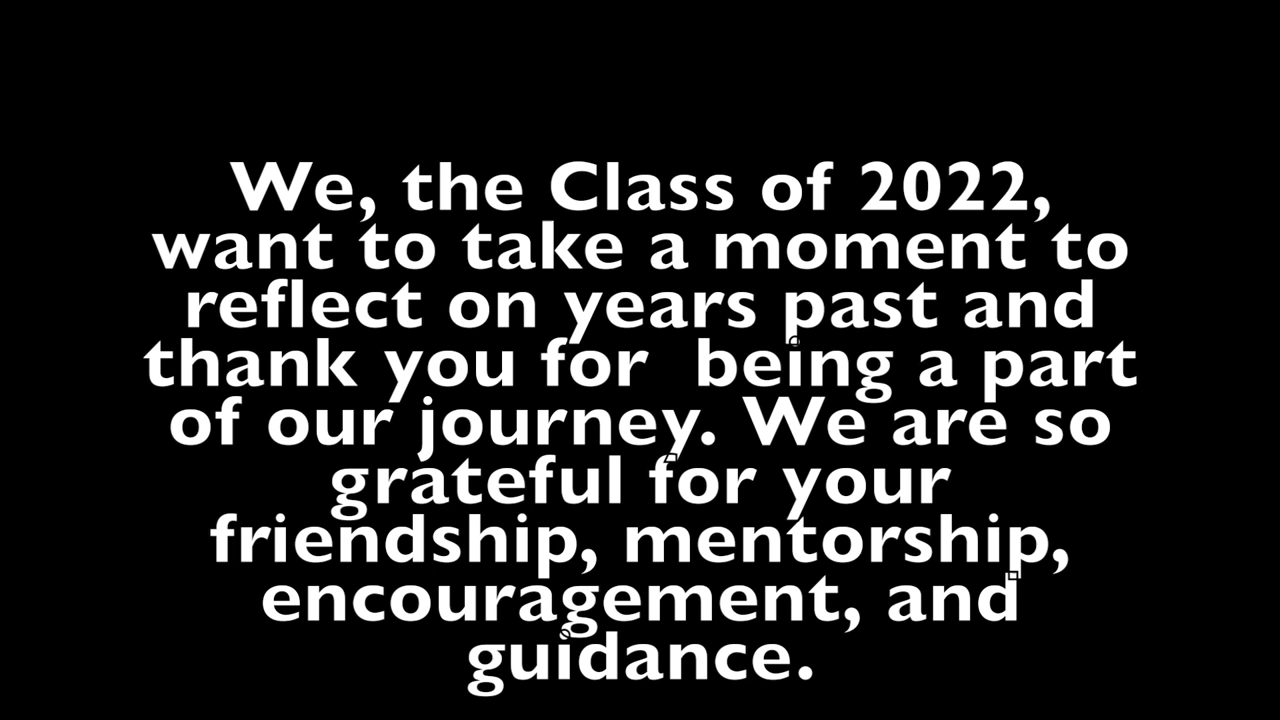 We, the Class of 2022,
want to take a moment to
reflect on years past and
thank you for  being a part
of our journey. We are so
grateful for your
friendship, mentorship,
encouragement, and
guidance.